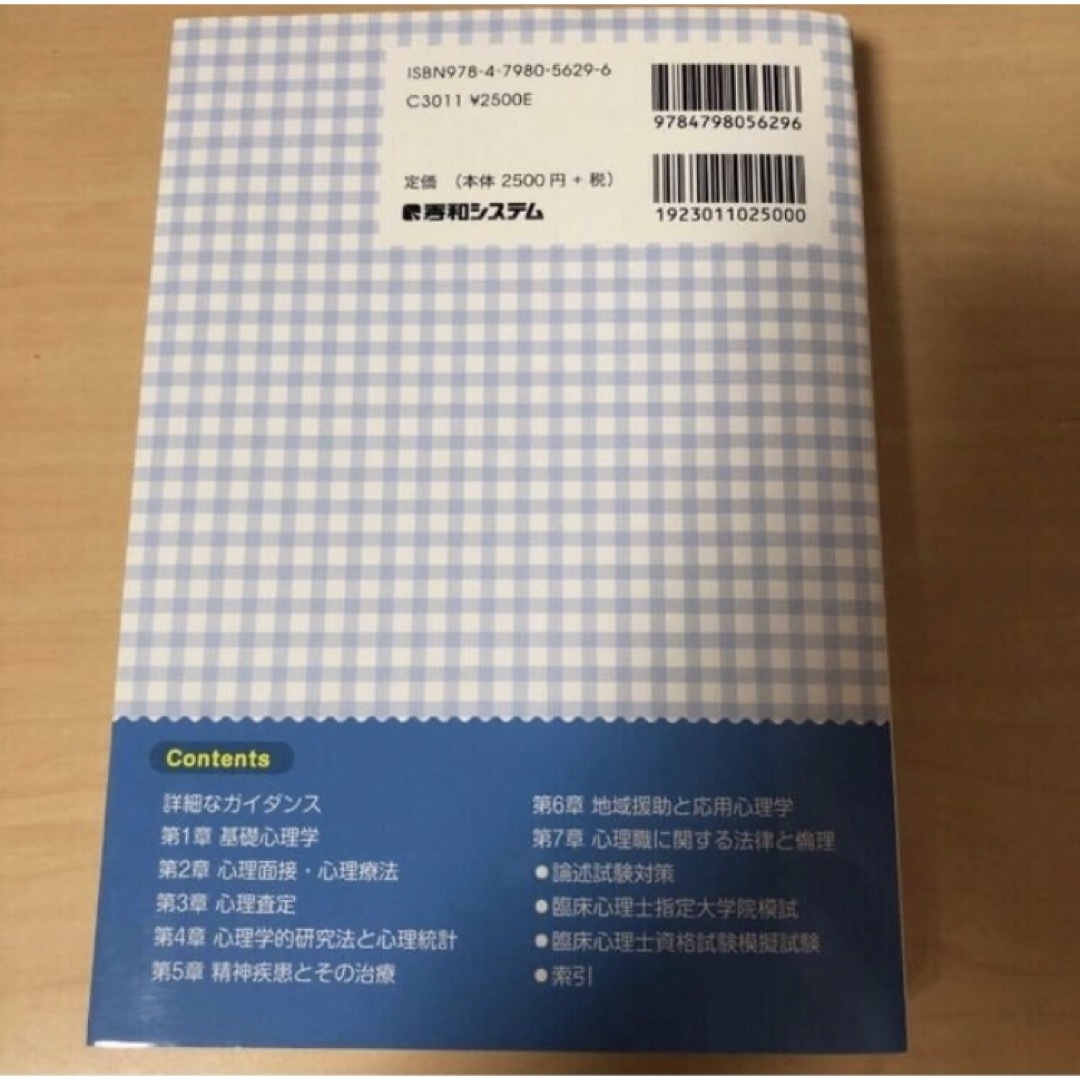 ISBN978-4-7980-5629-6
C3011 ¥2500E
9784798056296
定価 (本体 2500円 + 税)
秀和システム
1923011025000
Contents
詳細なガイダンス
第1章 基礎心理学
第2章 心理面接・心理療法
第3章 心理査定
第4章 心理学的研究法と心理統計
第5章 精神疾患とその治療
第6章 地域援助と応用心理学
第7章 心理職に関する法律と倫理
●論述試験対策
●臨床心理士指定大学院模試
●臨床心理士資格試験模擬試験
●索引